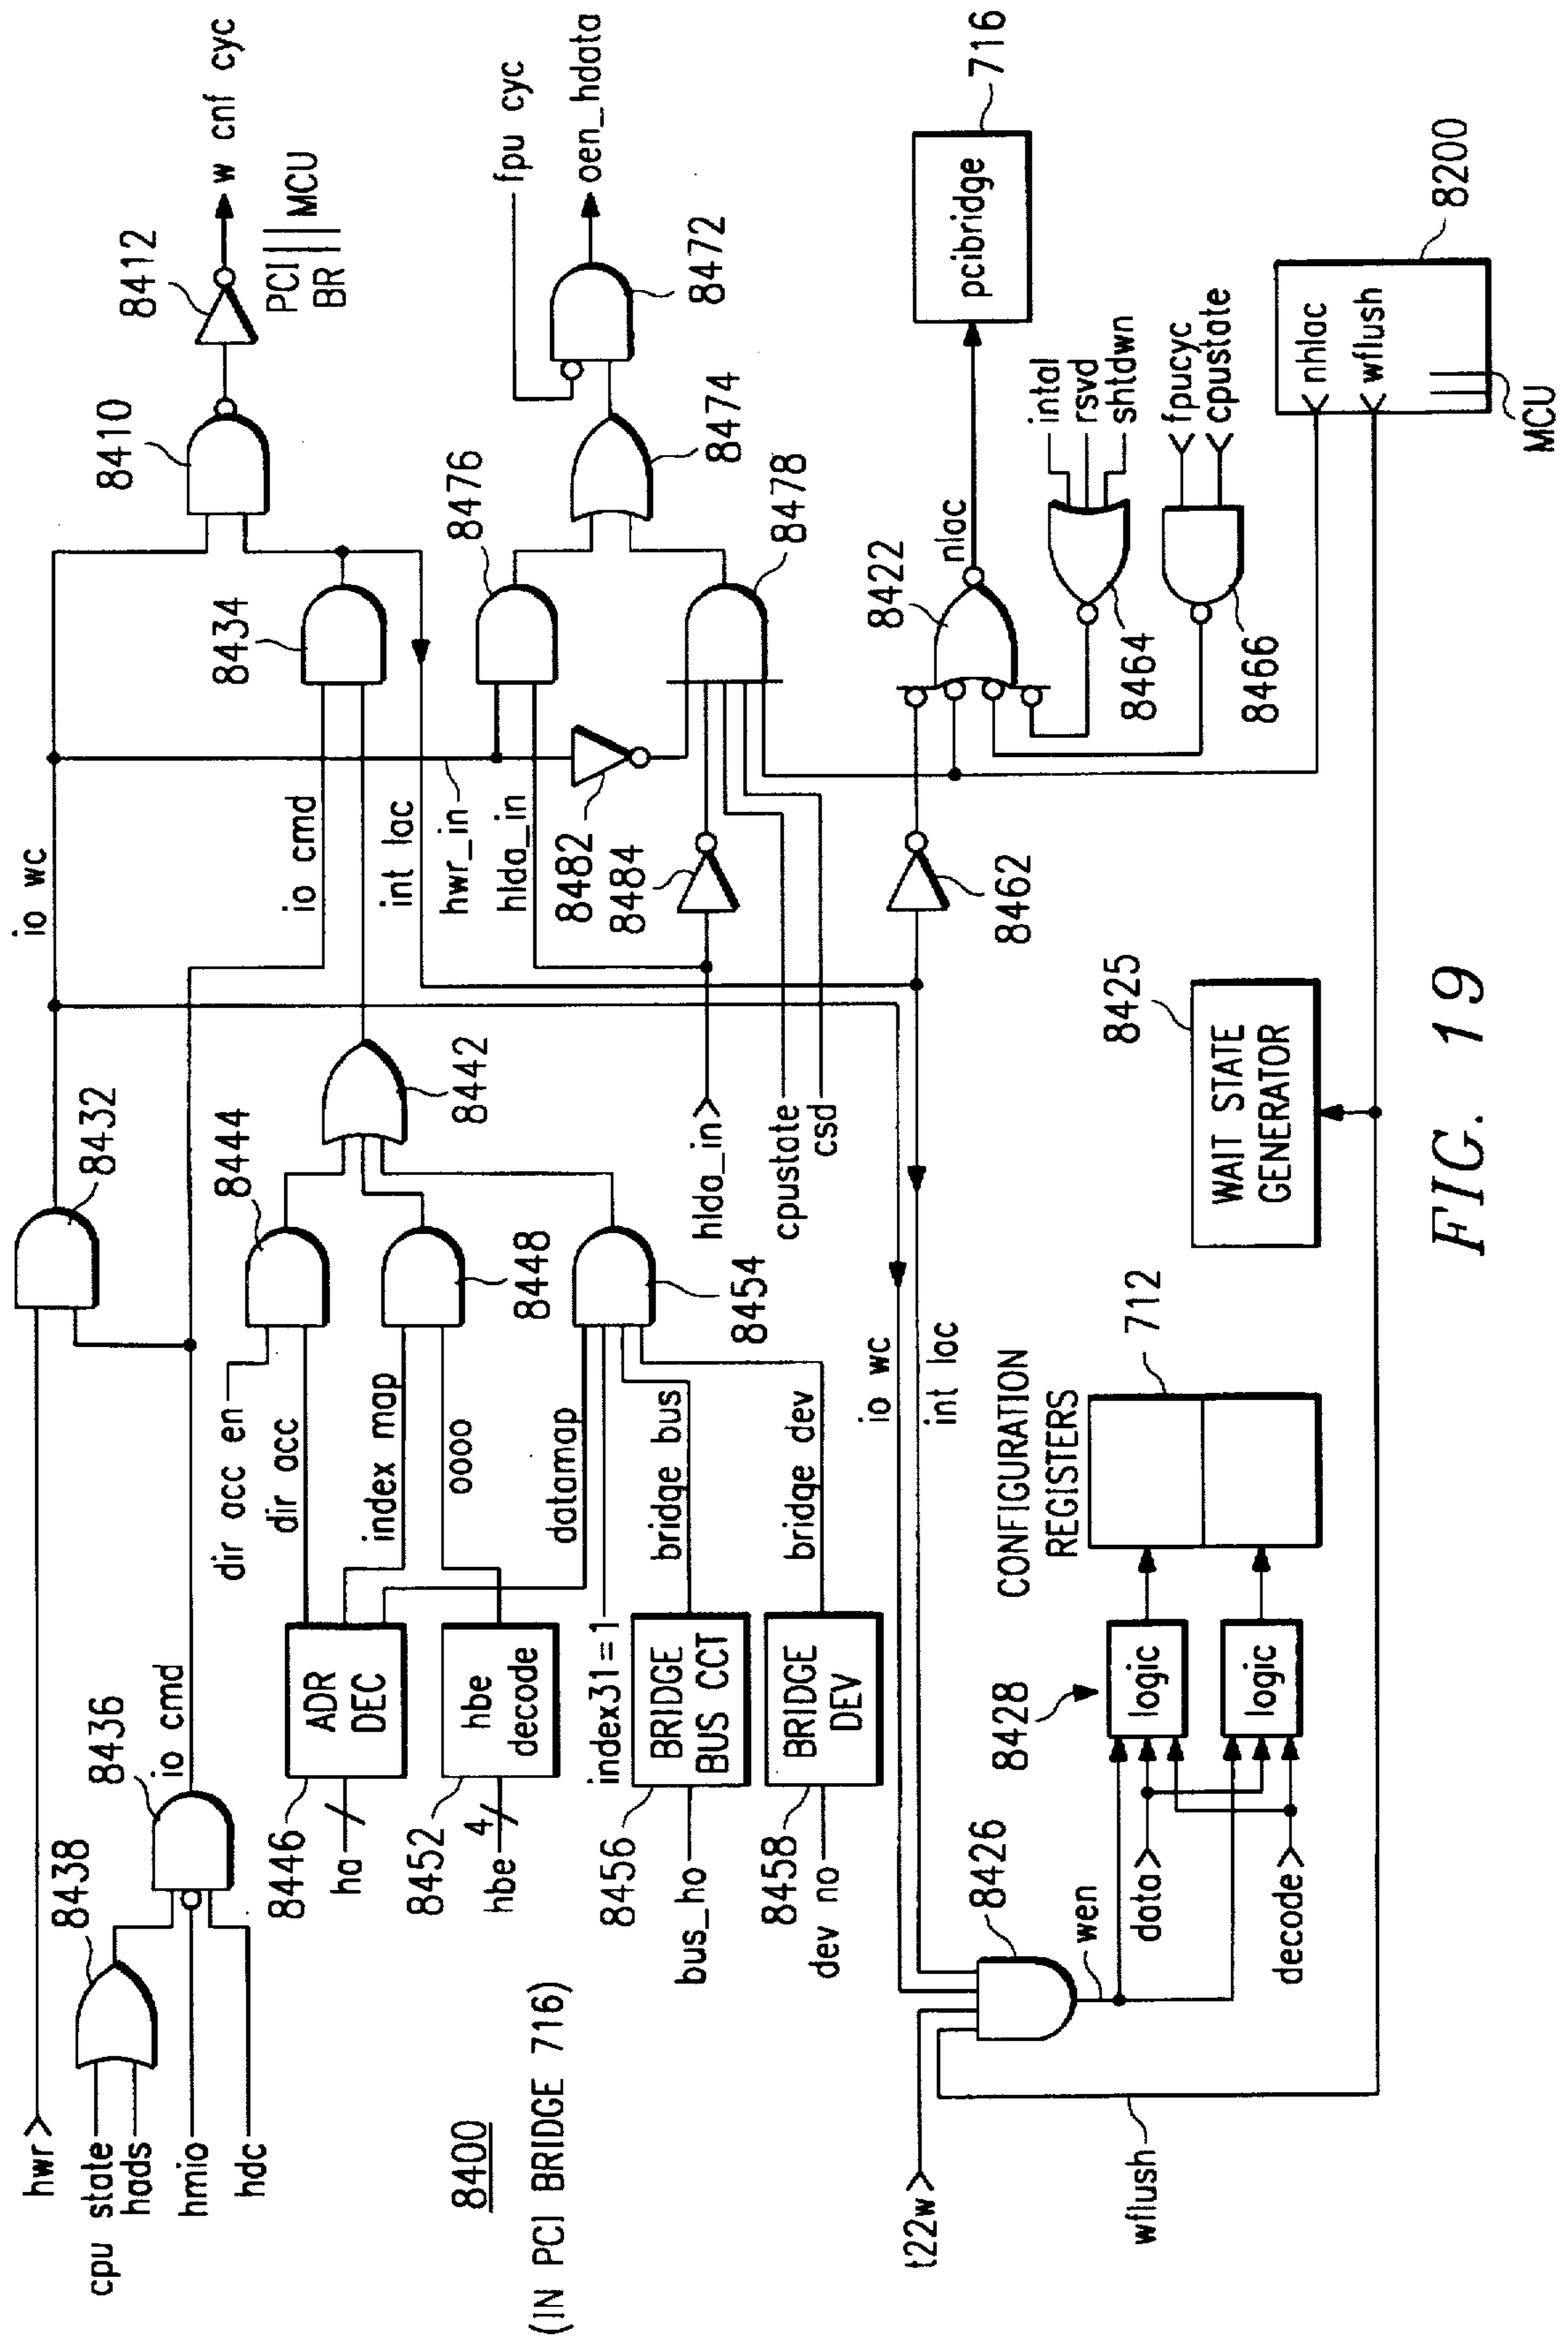 hwr
cpu state
hads
hmio
hdc
8438
8436
io cmd
8432
io wc
8434
8410
8412
w cnf cyc
PCI
BR
MCU
dir acc en
dir acc
index map
oooo
datamap
index31=1
bridge bus
bridge dev
8444
8448
8454
8442
ADR
DEC
8446
ha
hbe
decode
8452
hbe
4
BRIDGE
BUS CCT
8456
bus_ho
BRIDGE
DEV
8458
dev no
io cmd
int lac
hwr_in
hlda_in
8482
8484
hlda_in
cpustate
csd
8476
8478
8474
8472
fpu cyc
oen_hdata
8400
(IN PCI BRIDGE 716)
8462
8422
nlac
pcibridge
716
intal
rsvd
shtdwn
8464
fpucyc
cpustate
8466
nhlac
wflush
8200
MCU
io wc
int lac
t22w
8426
wen
wflush
data
decode
8428
logic
logic
CONFIGURATION
REGISTERS
712
WAIT STATE
GENERATOR
8425
FIG. 19